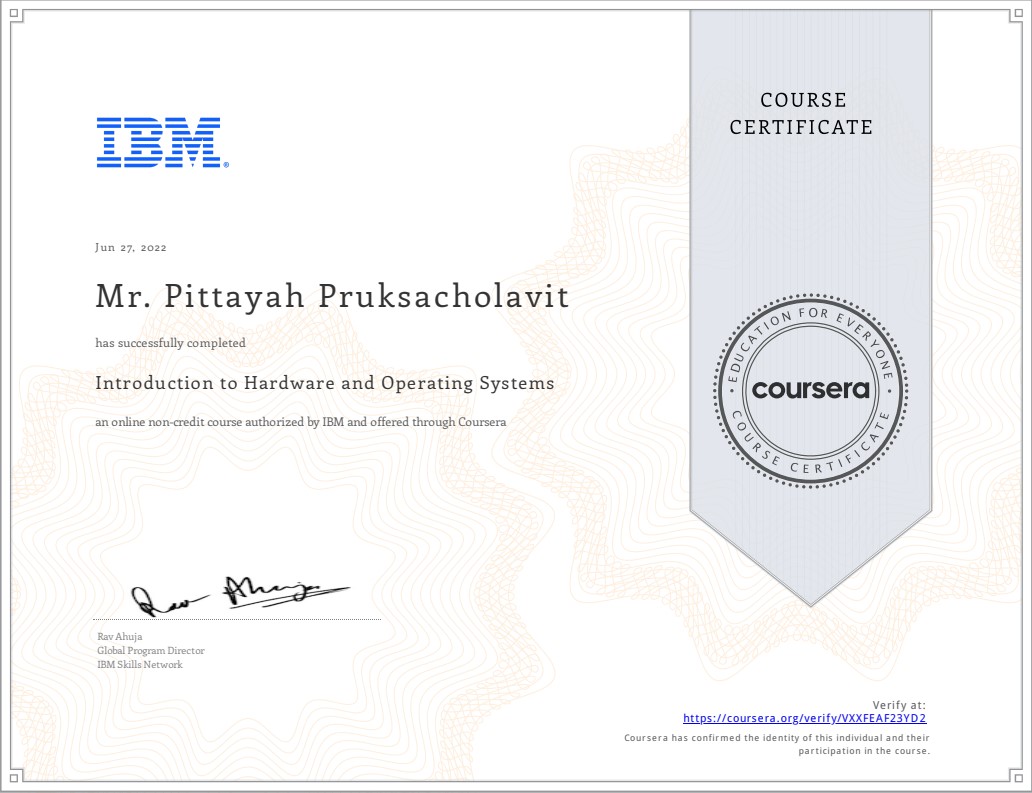 IBM®
COURSE
CERTIFICATE
Jun 27, 2022
Mr. Pittayah Pruksacholavit
has successfully completed
Introduction to Hardware and Operating Systems
an online non-credit course authorized by IBM and offered through Coursera
EDUCATION FOR EVERYONE
coursera
COURSE CERTIFICATE
Rav Ahuja
Rav Ahuja
Global Program Director
IBM Skills Network
Verify at:
https://coursera.org/verify/VXXFEAF23YD2
Coursera has confirmed the identity of this individual and their
participation in the course.